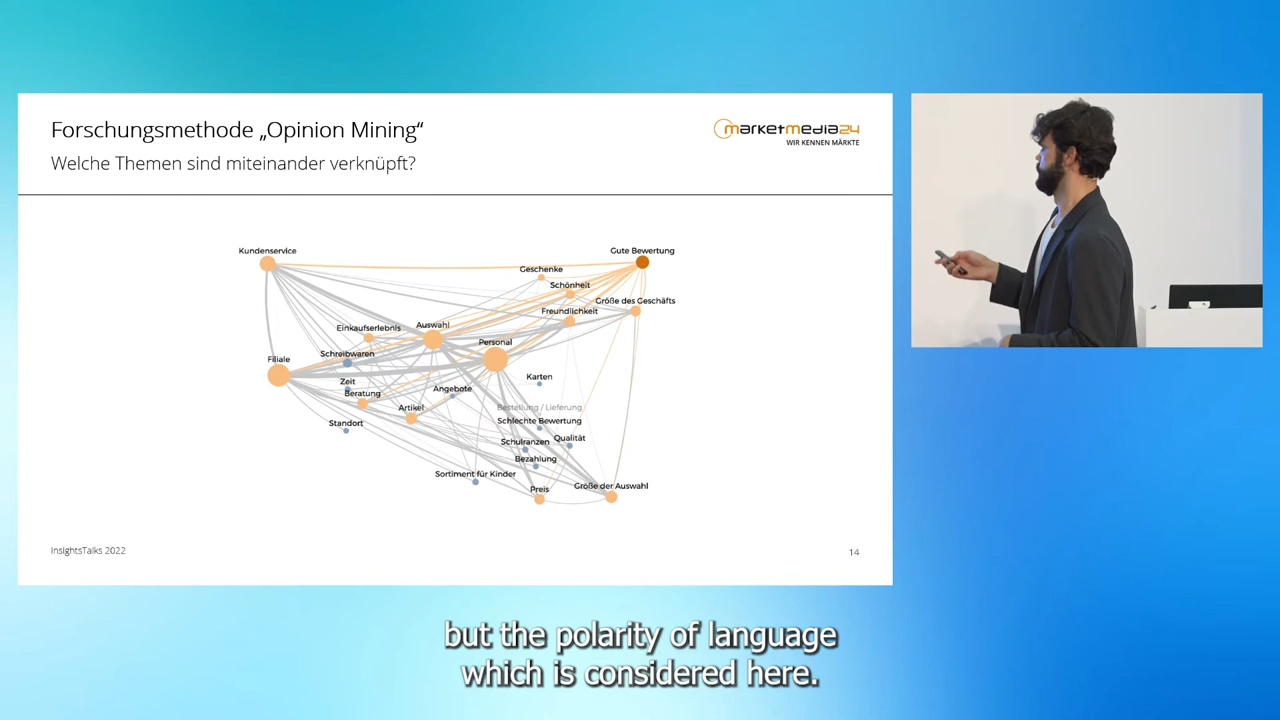 Forschungsmethode „Opinion Mining“
Welche Themen sind miteinander verknüpft?
marketmedia24
WIR KENNEN MÄRKTE
Kundenservice
Gute Bewertung
Geschenke
Schönheit
Größe des Geschäfts
Freundlichkeit
Einkaufserlebnis
Auswahl
Personal
Schreibwaren
Filiale
Zeit
Karten
Beratung
Angebote
Artikel
Bestellung / Lieferung
Standort
Schlechte Bewertung
Schulranzen
Qualität
Bezahlung
Sortiment für Kinder
Preis
Größe der Auswahl
InsightsTalks 2022
14
but the polarity of language
which is considered here.